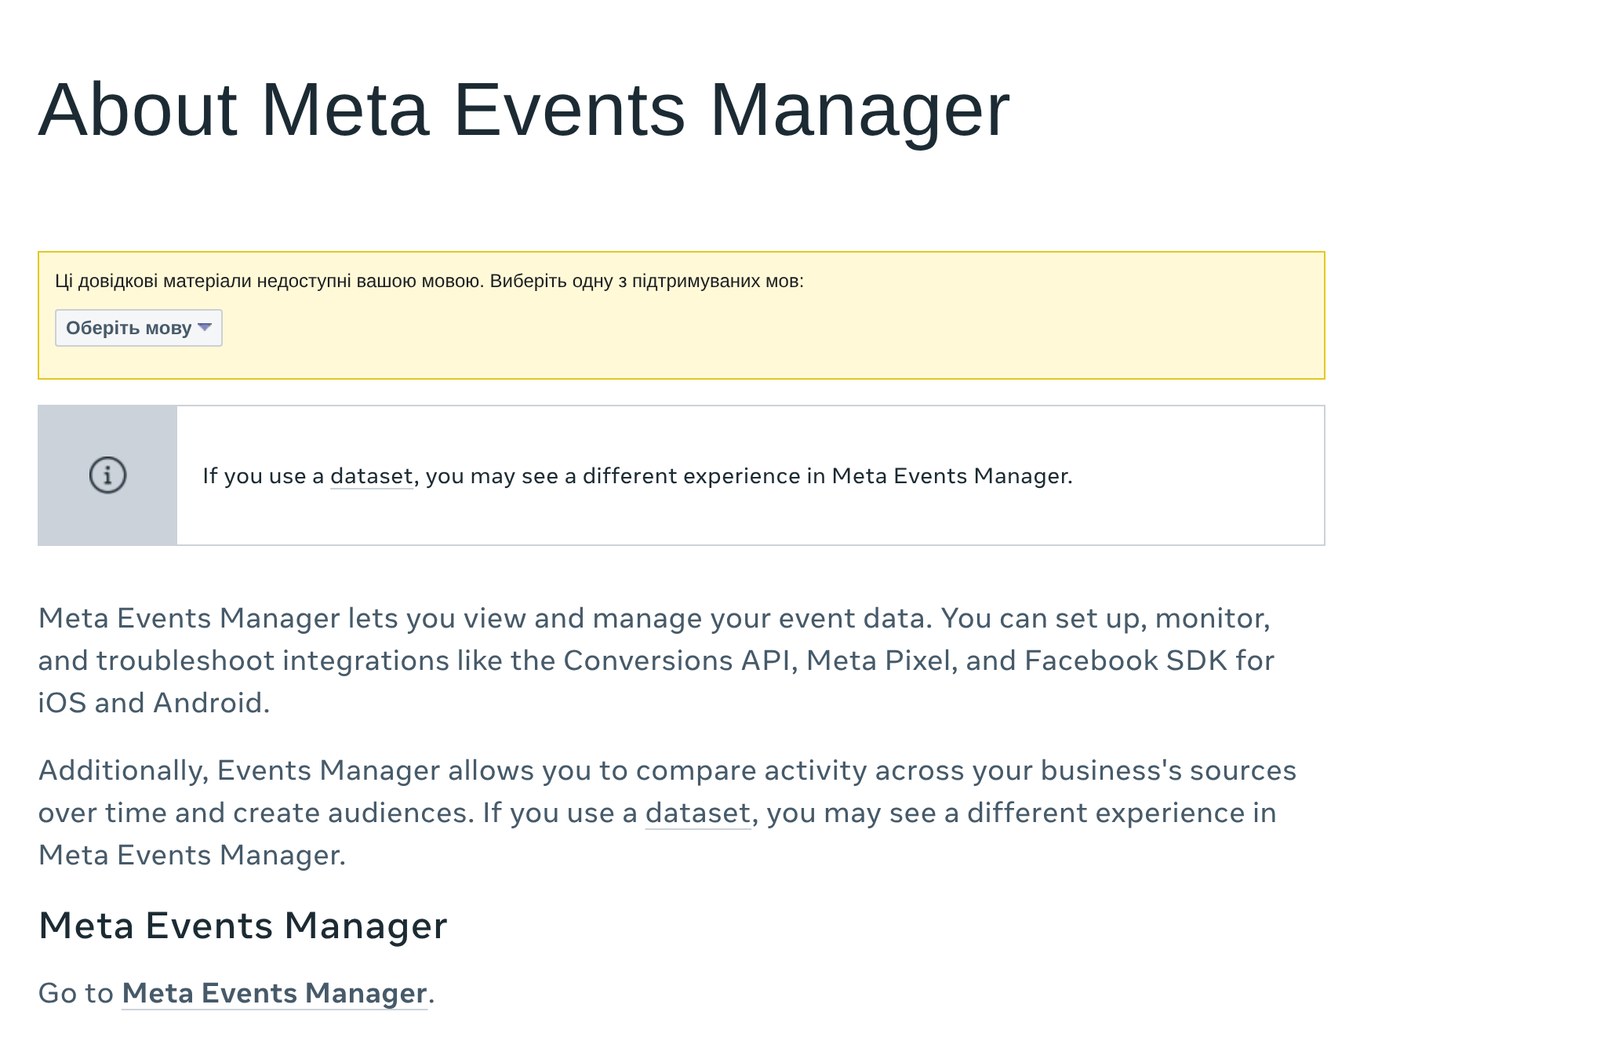 About Meta Events Manager
Ці довідкові матеріали недоступні вашою мовою. Виберіть одну з підтримуваних мов:
Оберіть мову
If you use a dataset, you may see a different experience in Meta Events Manager.
Meta Events Manager lets you view and manage your event data. You can set up, monitor,
and troubleshoot integrations like the Conversions API, Meta Pixel, and Facebook SDK for
iOS and Android.
Additionally, Events Manager allows you to compare activity across your business's sources
over time and create audiences. If you use a dataset, you may see a different experience in
Meta Events Manager.
Meta Events Manager
Go to Meta Events Manager.